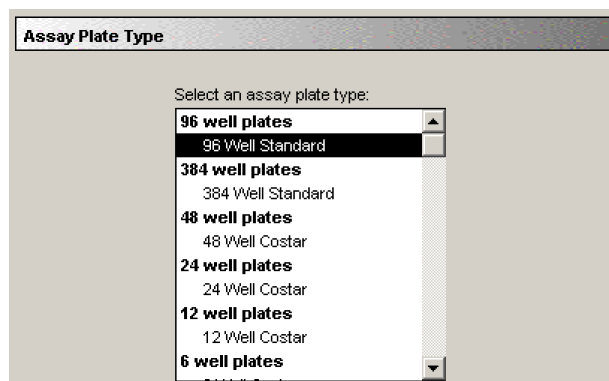 Assay Plate Type
Select an assay plate type:
96 well plates
96 Well Standard
384 well plates
384 Well Standard
48 well plates
48 Well Costar
24 well plates
24 Well Costar
12 well plates
12 Well Costar
6 well plates